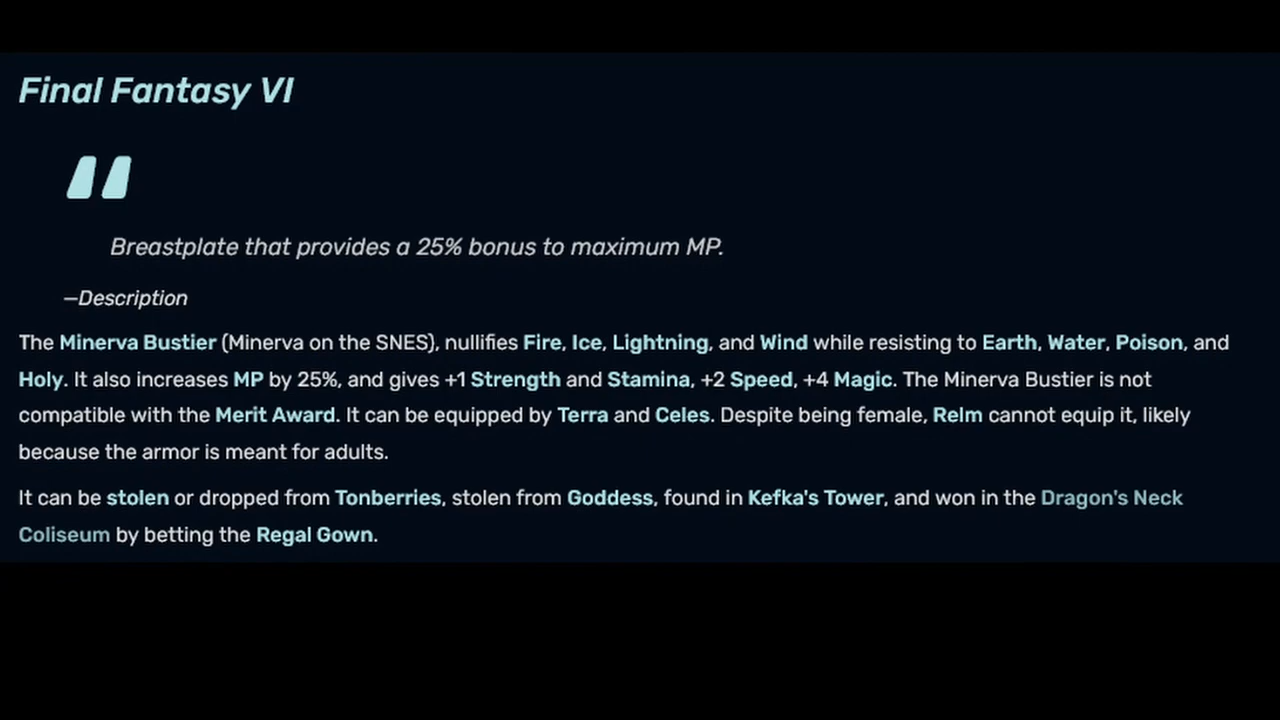 Final Fantasy VI
"
Breastplate that provides a 25% bonus to maximum MP.
—Description
The Minerva Bustier (Minerva on the SNES), nullifies Fire, Ice, Lightning, and Wind while resisting to Earth, Water, Poison, and
Holy. It also increases MP by 25%, and gives +1 Strength and Stamina, +2 Speed, +4 Magic. The Minerva Bustier is not
compatible with the Merit Award. It can be equipped by Terra and Celes. Despite being female, Relm cannot equip it, likely
because the armor is meant for adults.
It can be stolen or dropped from Tonberries, stolen from Goddess, found in Kefka's Tower, and won in the Dragon's Neck
Coliseum by betting the Regal Gown.